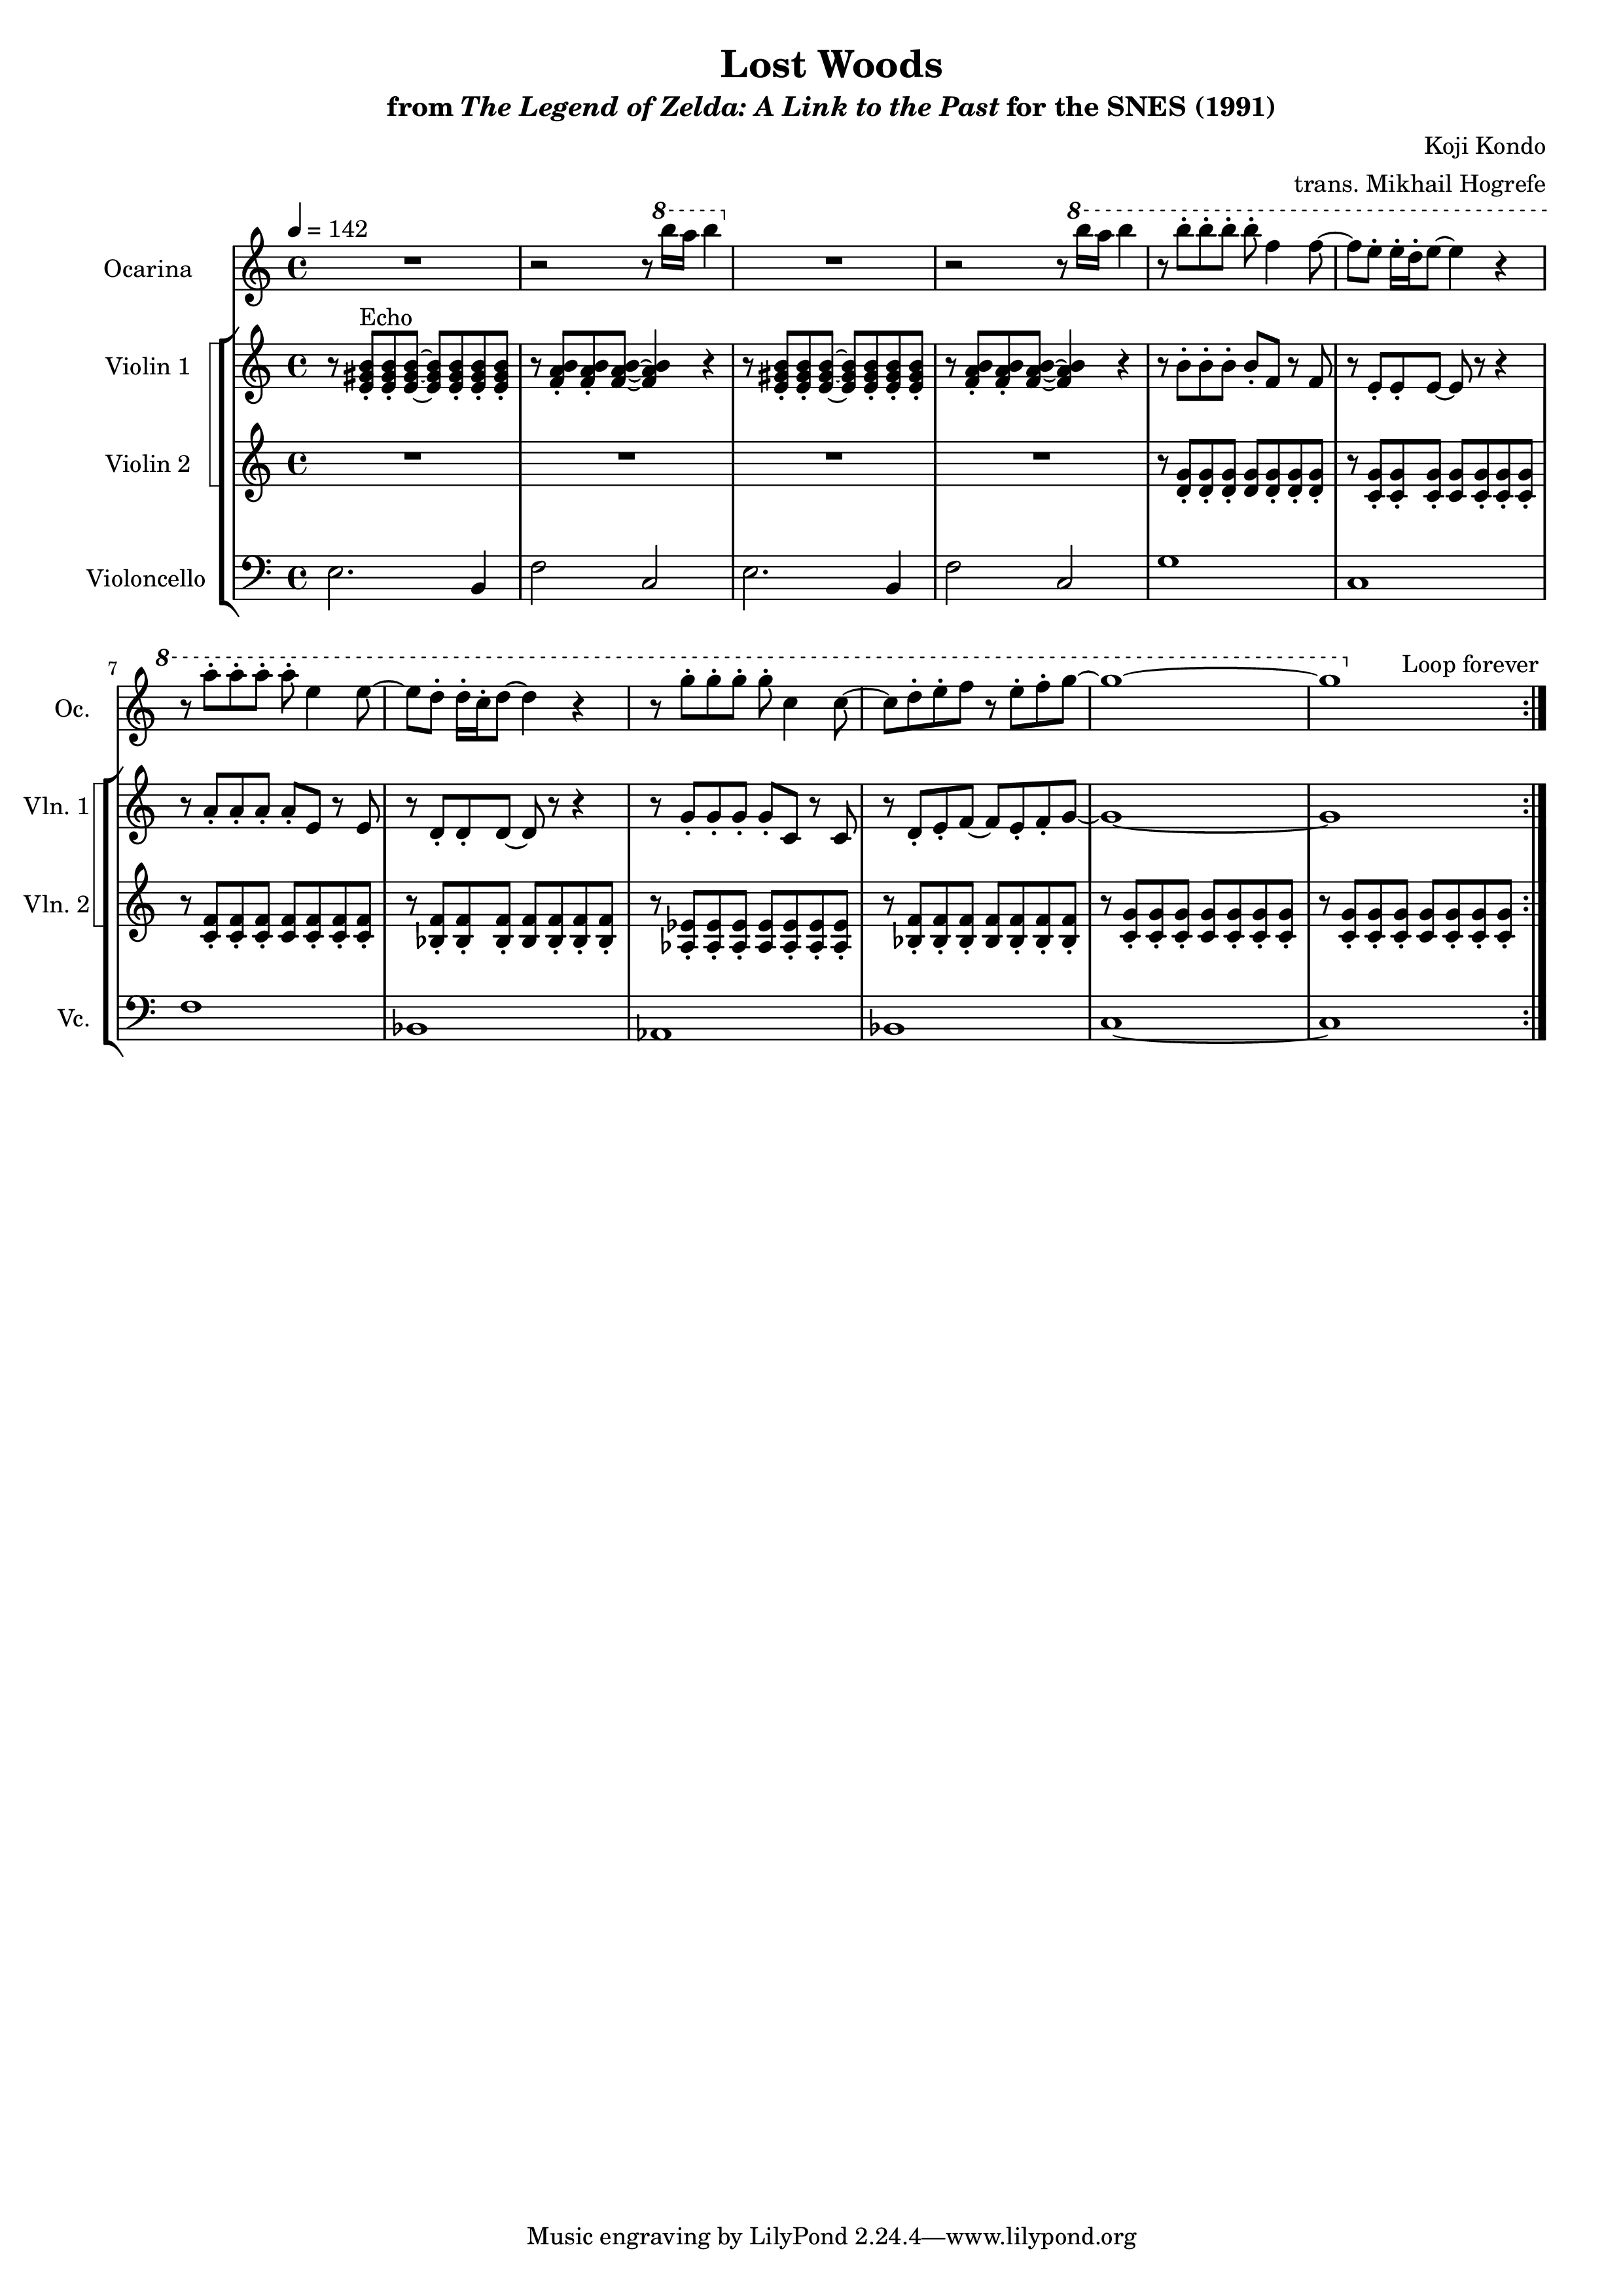 Lost Woods
from The Legend of Zelda: A Link to the Past for the SNES (1991)
Koji Kondo
trans. Mikhail Hogrefe
= 142
8
8
Ocarina
Echo
Violin 1
Violin 2
Violoncello
7
8
Loop forever
Oc.
Vln. 1
Vln. 2
Vc.
Music engraving by LilyPond 2.24.4—www.lilypond.org